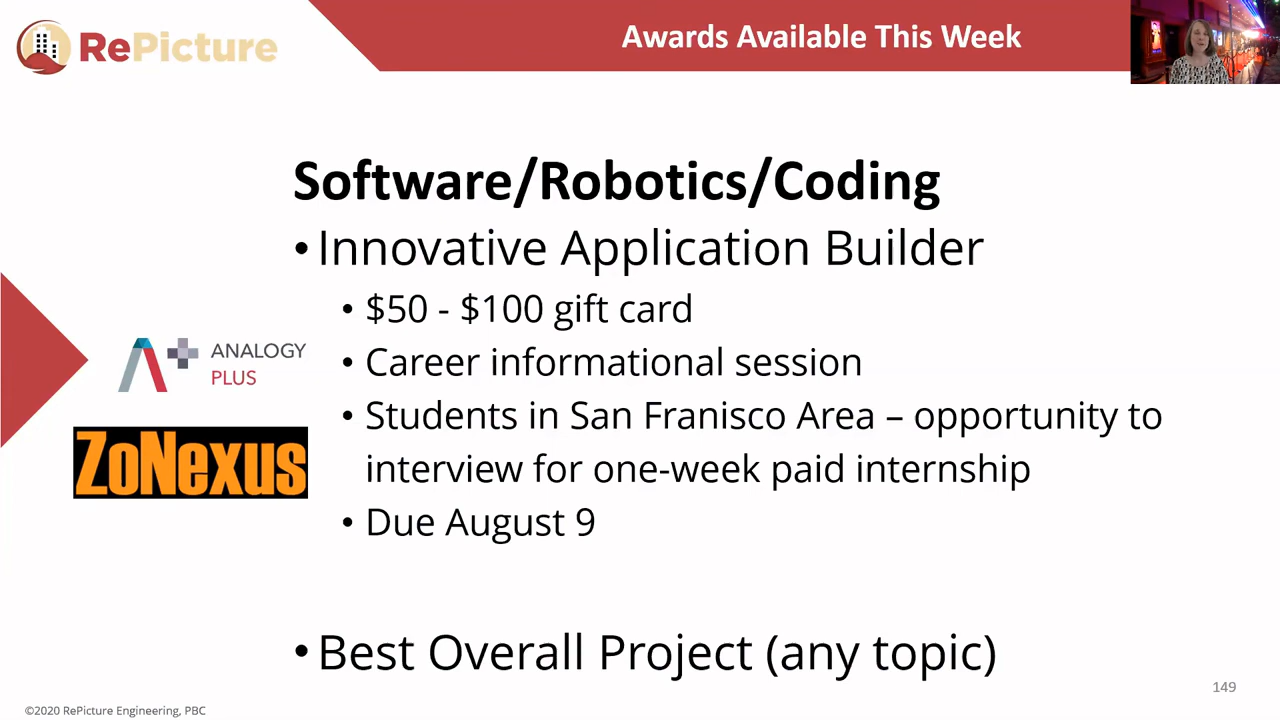 RePicture
Awards Available This Week
Software/Robotics/Coding
• Innovative Application Builder
• $50 - $100 gift card
• Career informational session
• Students in San Franisco Area – opportunity to
interview for one-week paid internship
• Due August 9
ANALOGY
PLUS
ZoNexus
• Best Overall Project (any topic)
149
©2020 RePicture Engineering, PBC